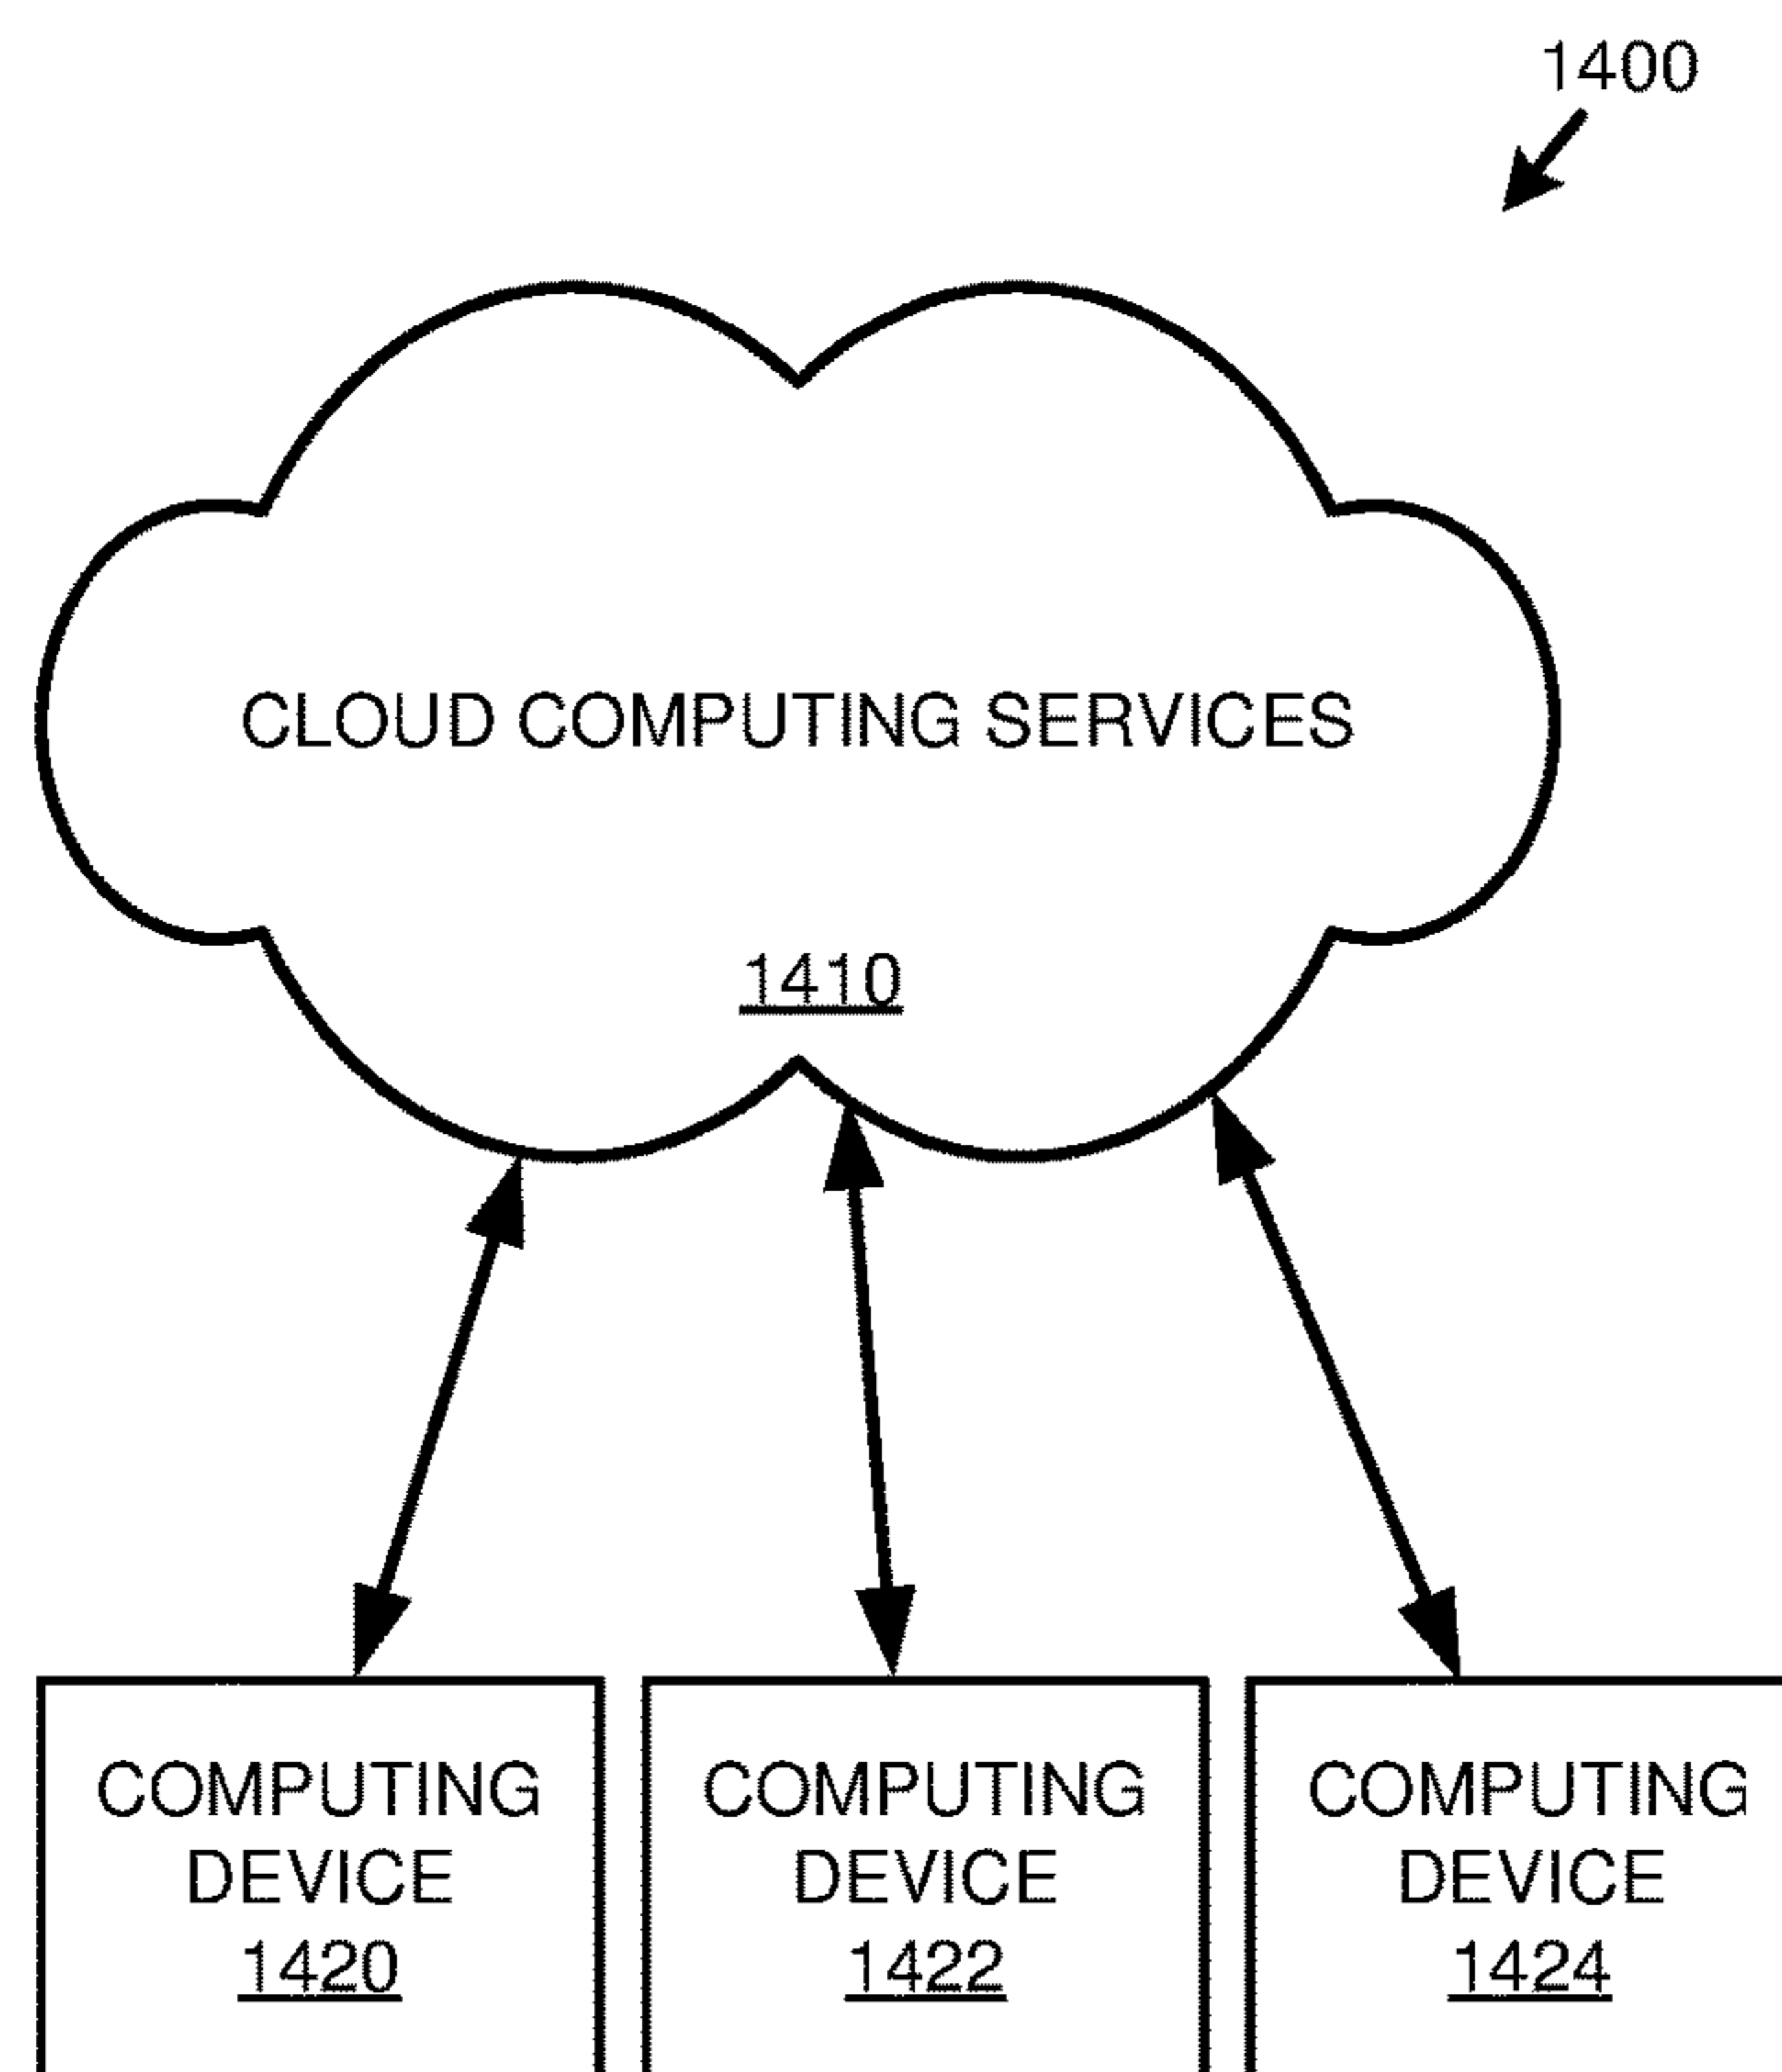 1400
CLOUD COMPUTING SERVICES
1410
COMPUTING
DEVICE
1420
COMPUTING
DEVICE
1422
COMPUTING
DEVICE
1424